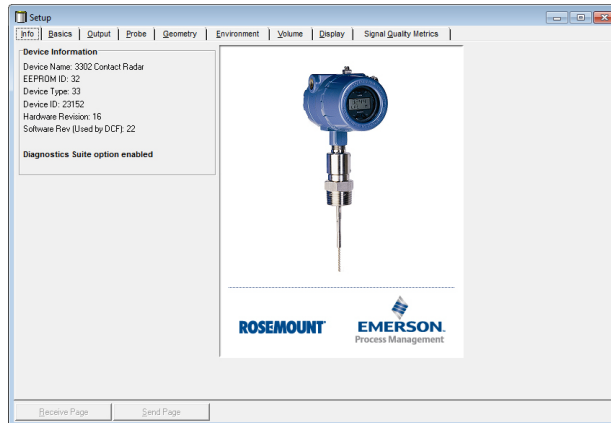 Setup
Info Basics Output Probe Geometry Environment Volume Display Signal Quality Metrics
Device Information
Device Name: 3302 Contact Radar
EEPROM ID: 32
Device Type: 33
Device ID: 23152
Hardware Revision: 16
Software Rev (Used by DCF): 22
Diagnostics Suite option enabled
ROSEMOUNT
EMERSON.
Process Management
Receive Page Send Page